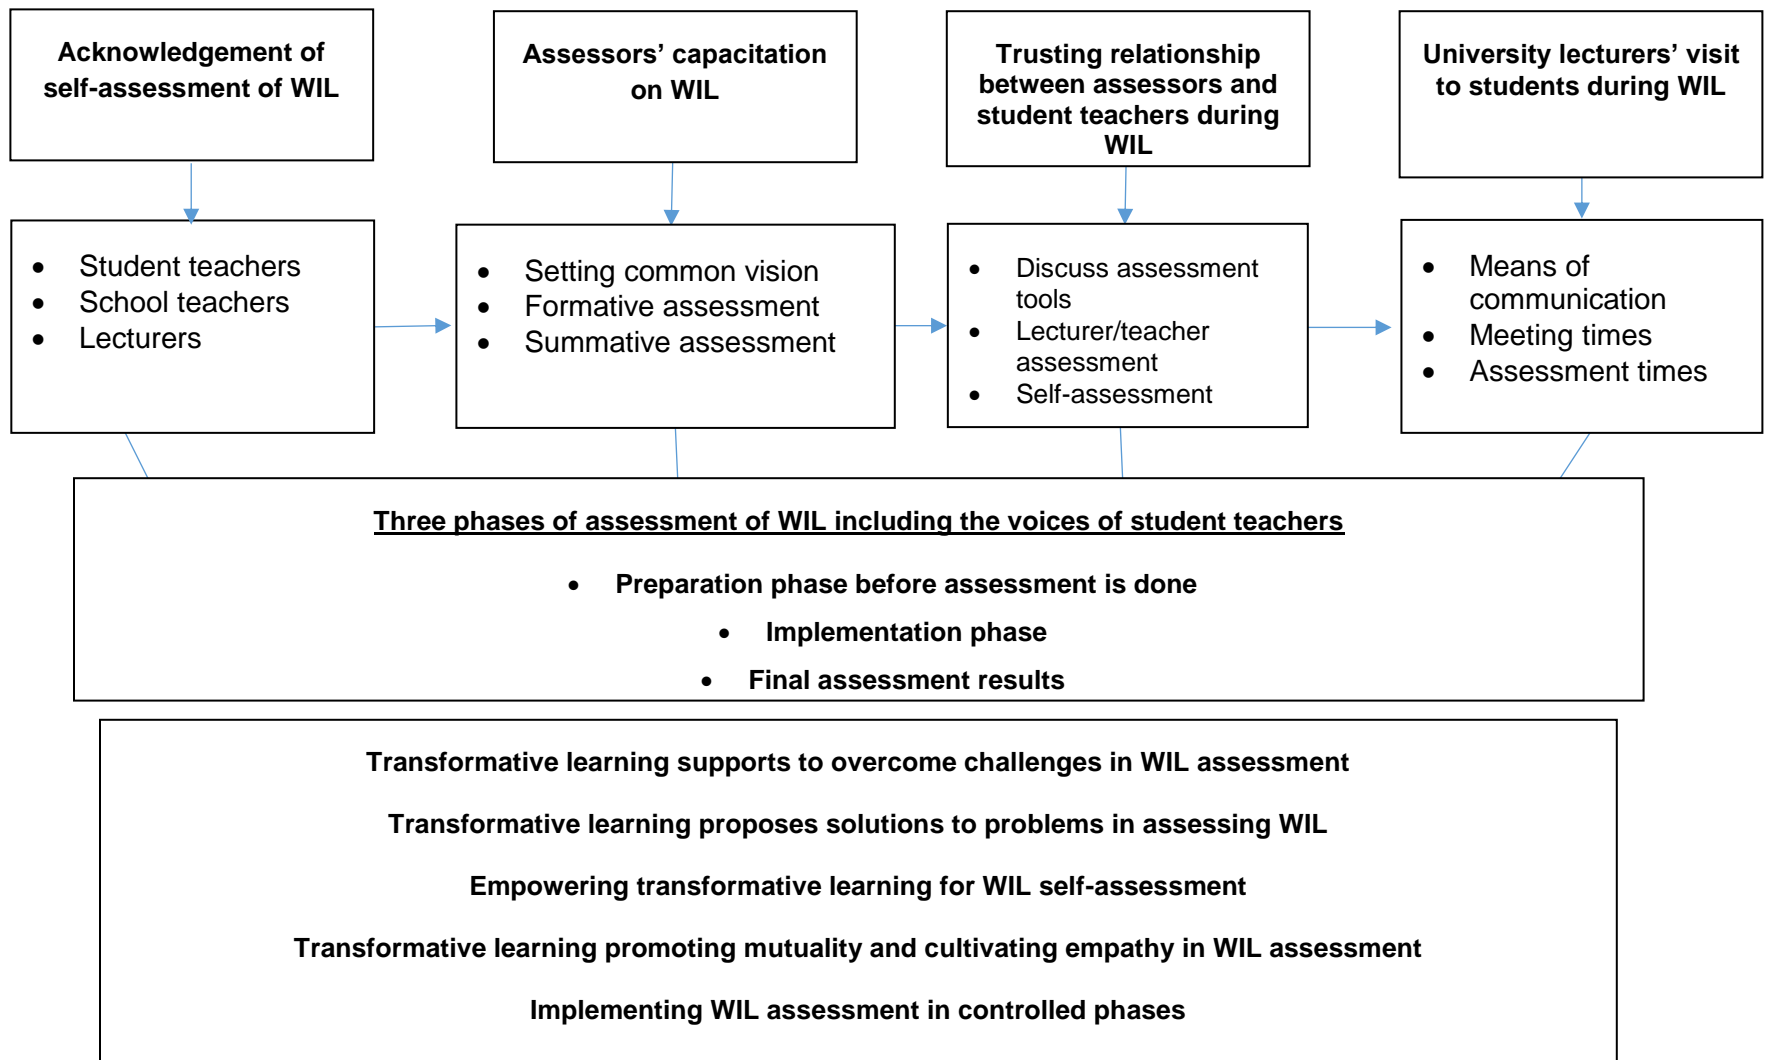 Acknowledgement of
self-assessment of WIL
Assessors’ capacitation
on WIL
Trusting relationship
between assessors and
student teachers during
WIL
University lecturers’ visit
to students during WIL
• Student teachers
• School teachers
• Lecturers
• Setting common vision
• Formative assessment
• Summative assessment
• Discuss assessment
tools
• Lecturer/teacher
assessment
• Self-assessment
• Means of
communication
• Meeting times
• Assessment times
Three phases of assessment of WIL including the voices of student teachers
• Preparation phase before assessment is done
• Implementation phase
• Final assessment results
Transformative learning supports to overcome challenges in WIL assessment
Transformative learning proposes solutions to problems in assessing WIL
Empowering transformative learning for WIL self-assessment
Transformative learning promoting mutuality and cultivating empathy in WIL assessment
Implementing WIL assessment in controlled phases